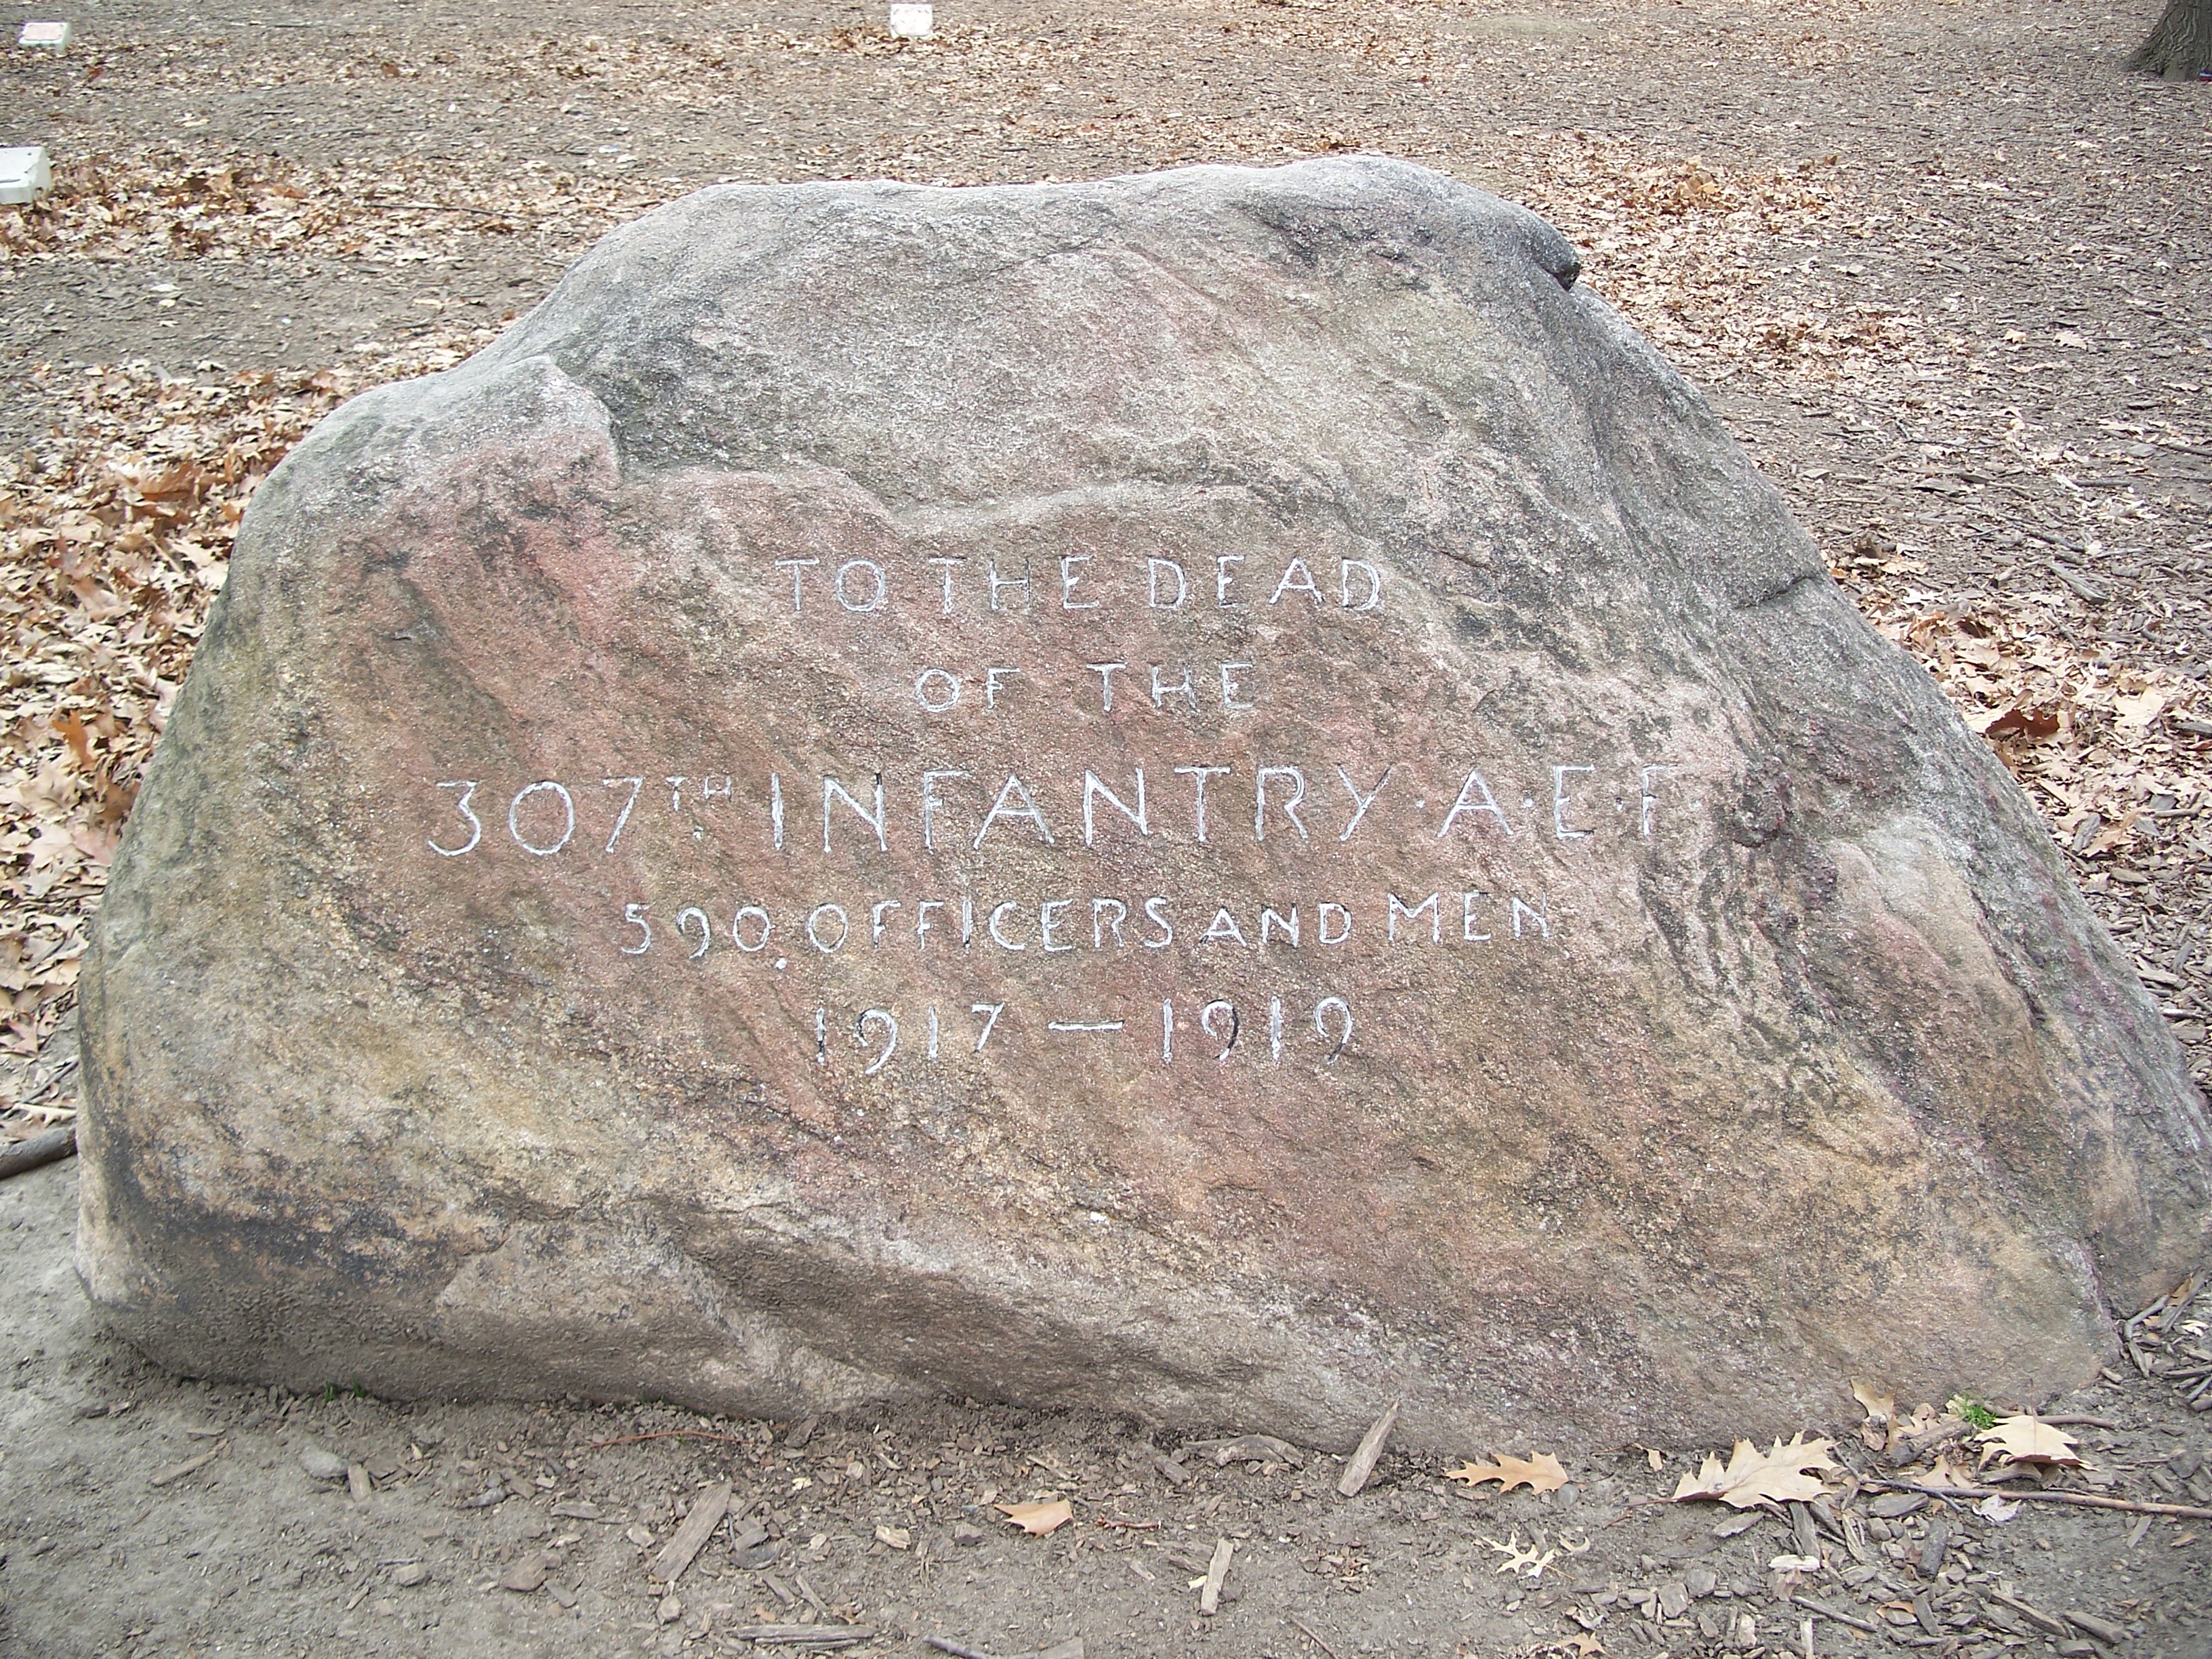 TO THE DEAD
OF THE
307TH INFANTRY·A·E·F·
590 OFFICERS AND MEN
1917 — 1919